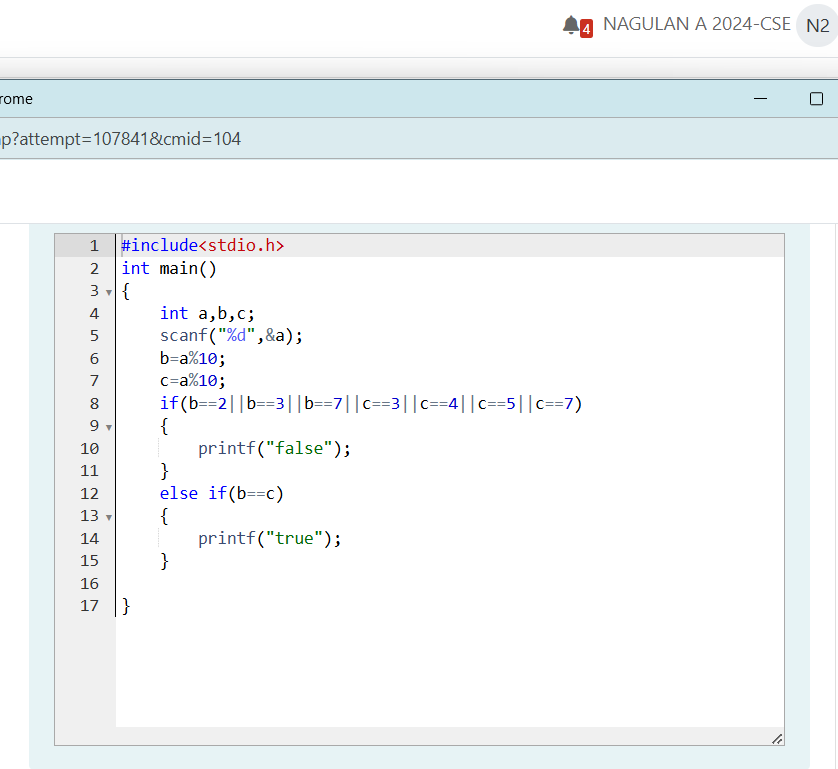 4 NAGULAN A 2024-CSE N2
rome
p?attempt=107841&cmid=104
1 #include<stdio.h>
2 int main()
3 {
4     int a,b,c;
5     scanf("%d",&a);
6     b=a%10;
7     c=a%10;
8     if(b==2||b==3||b==7||c==3||c==4||c==5||c==7)
9     {
10         printf("false");
11     }
12     else if(b==c)
13     {
14         printf("true");
15     }
16
17 }